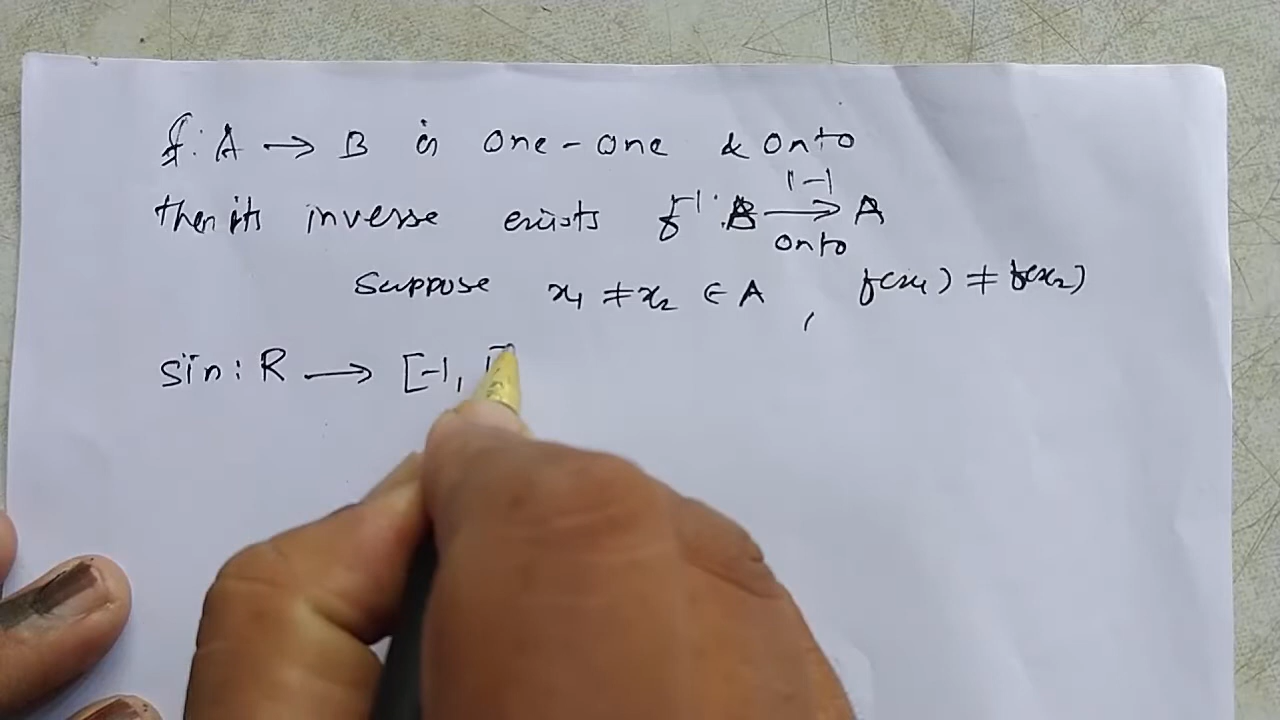 f: A → B is one-one & onto
then its inverse exists f⁻¹: B → A
1-1
onto
Suppose x₁ ≠ x₂ ∈ A, f(x₁) ≠ f(x₂)
Sin: R → [-1, 1]